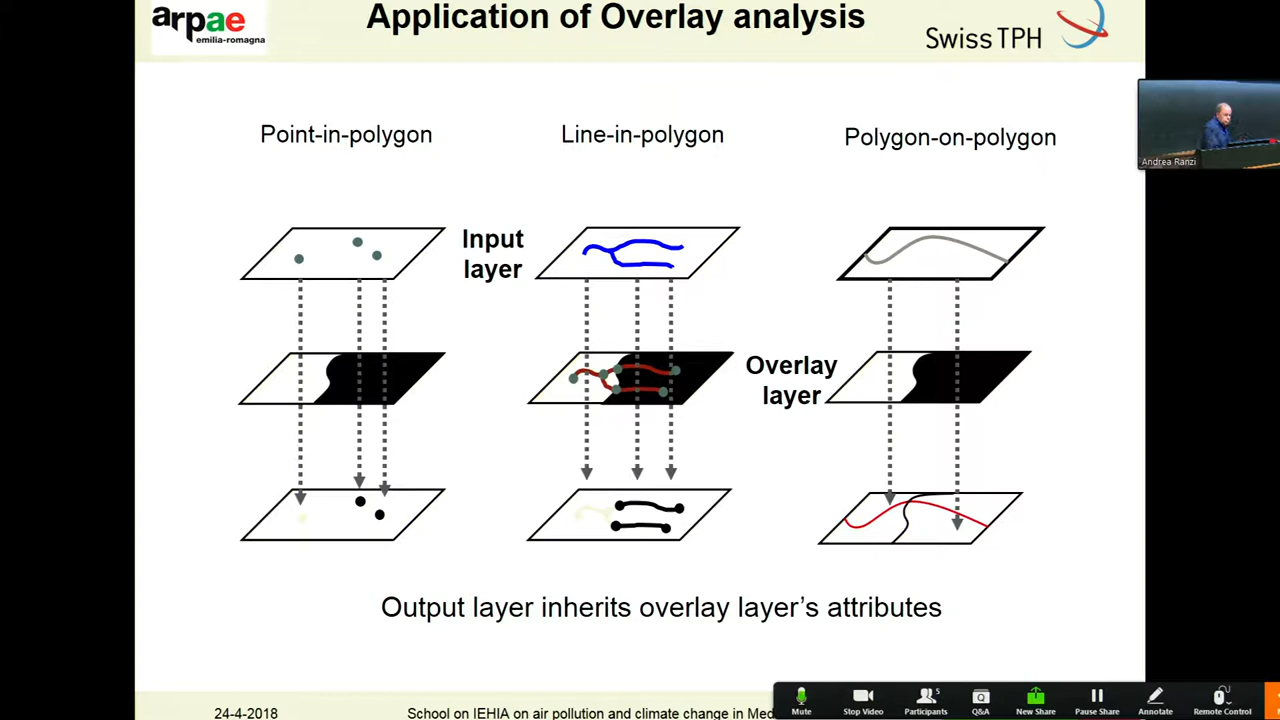 arpae
emilia-romagna
Application of Overlay analysis
SwissTPH
Point-in-polygon
Line-in-polygon
Polygon-on-polygon
Andrea Ranzi
Input
layer
Overlay
layer
Output layer inherits overlay layer's attributes
24-4-2018
School on IEHIA on air pollution and climate change in Med
Mute
Stop Video
5
Participants
Q&A
New Share
Pause Share
Annotate
Remote Control